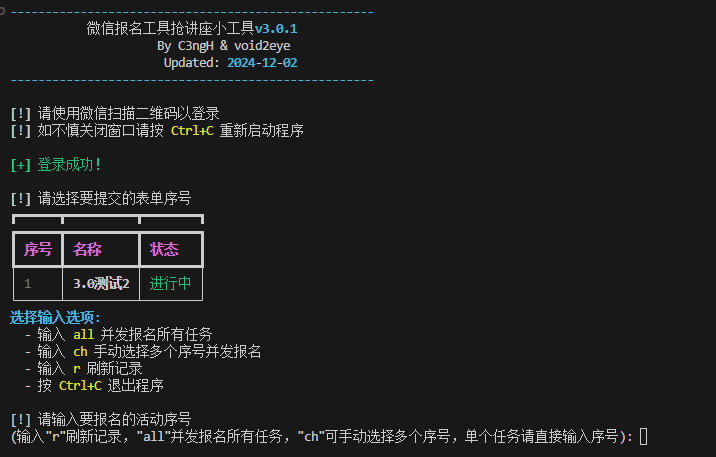 微信报名工具抢讲座小工具v3.0.1
By C3ngH & void2eye
Updated: 2024-12-02
[!] 请使用微信扫描二维码以登录
[!] 如不慎关闭窗口请按 Ctrl+C 重新启动程序
[+] 登录成功!
[!] 请选择要提交的表单序号
序号 名称 状态
1 3.0测试2 进行中
选择输入选项:
- 输入 all 并发报名所有任务
- 输入 ch 手动选择多个序号并发报名
- 输入 r 刷新记录
- 按 Ctrl+C 退出程序
[!] 请输入要报名的活动序号
(输入"r"刷新记录, "all"并发报名所有任务, "ch"可手动选择多个序号, 单个任务请直接输入序号):